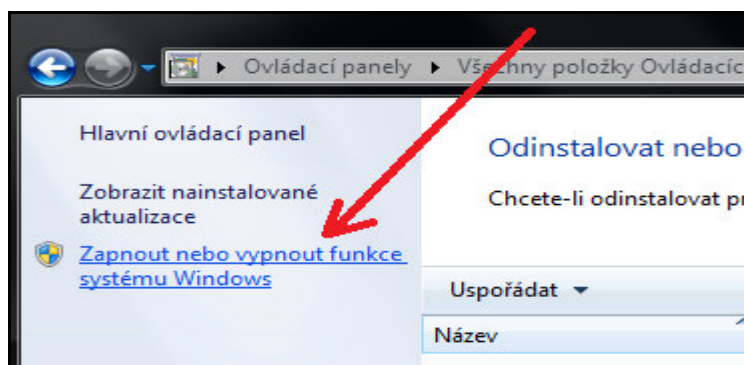 Ovládací panely ▸ Všechny položky Ovládacíc
Hlavní ovládací panel
Zobrazit nainstalované
aktualizace
Zapnout nebo vypnout funkce
systému Windows
Odinstalovat nebo
Chcete-li odinstalovat p
Uspořádat
Název